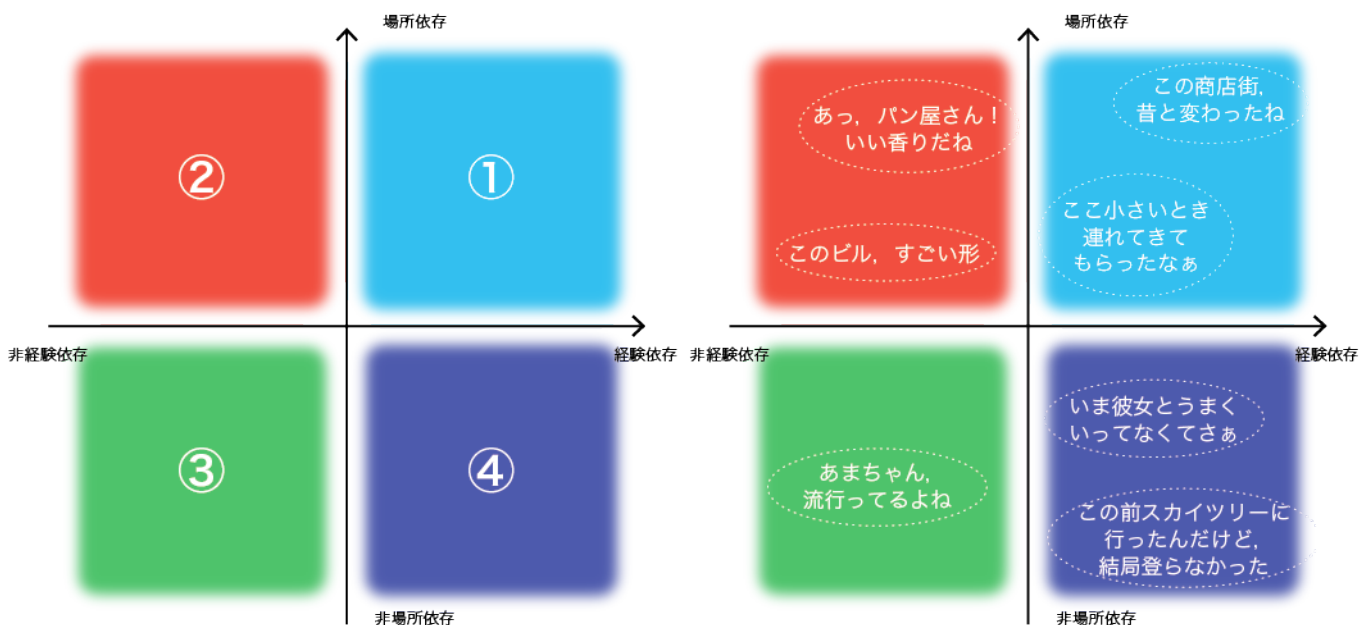 場所依存
②
①
非経験依存
経験依存
③
④
非場所依存
場所依存
あっ，パン屋さん！
いい香りだね
このビル，すごい形
この商店街，
昔と変わったね
ここ小さいとき
連れてきて
もらったなぁ
非経験依存
経験依存
あまちゃん，
流行ってるよね
いま彼女とうまく
いってなくてさぁ
この前スカイツリーに
行ったんだけど，
結局登らなかった
非場所依存